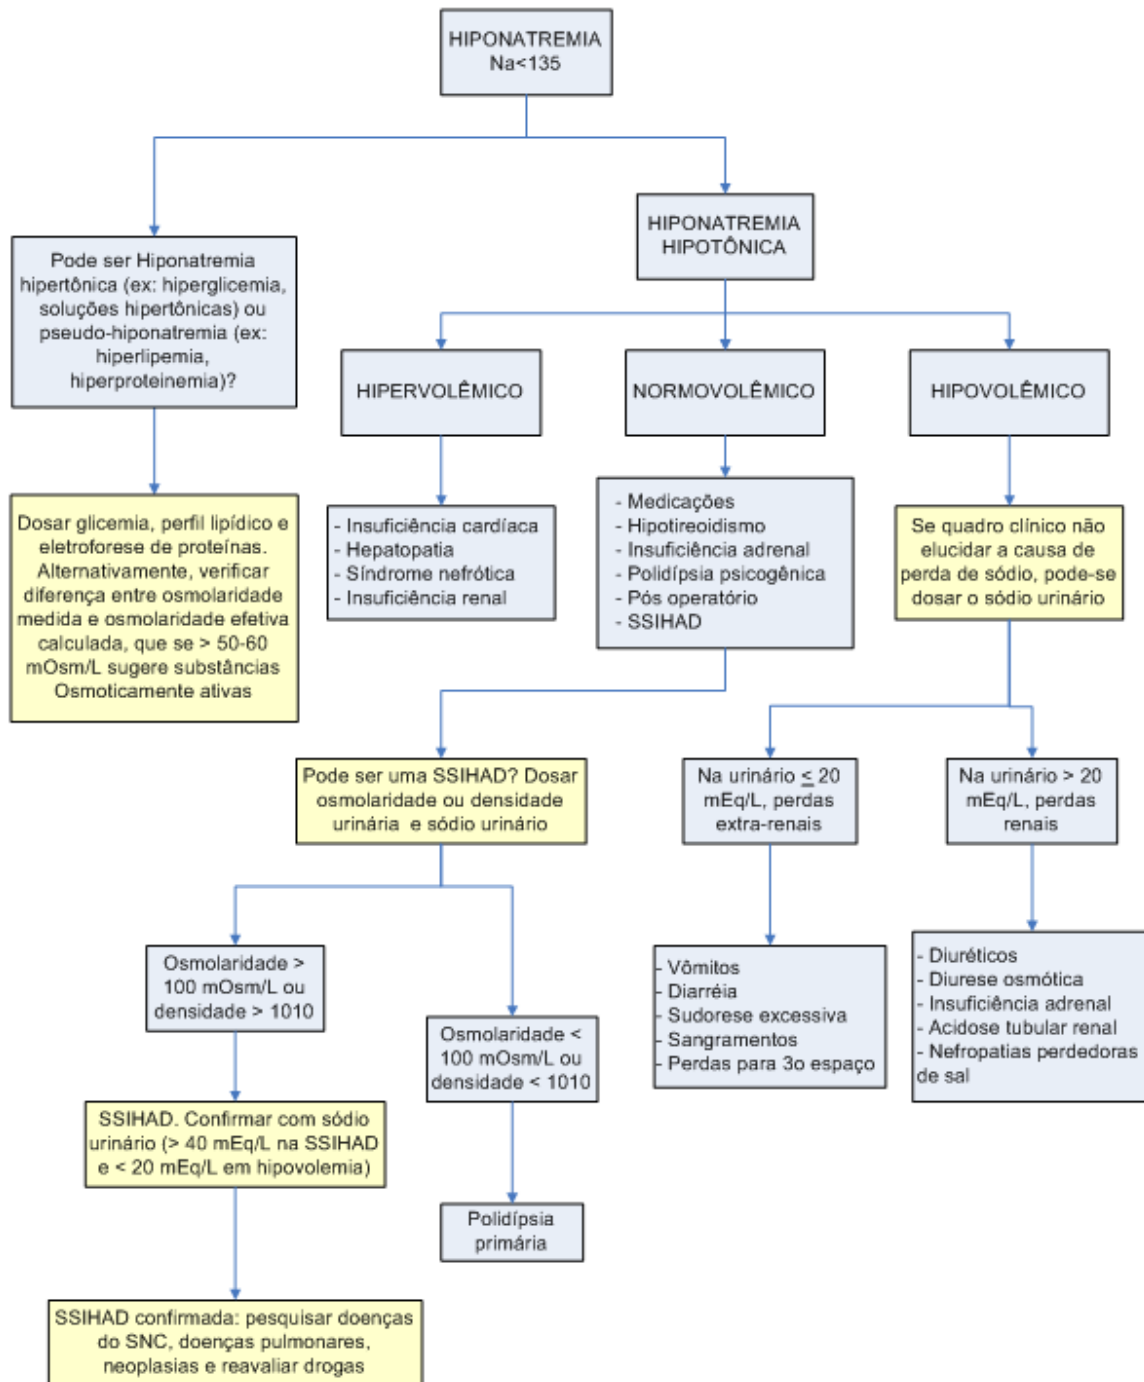 HIPONATREMIA
Na<135
HIPONATREMIA
HIPOTÔNICA
Pode ser Hiponatremia
hipertônica (ex: hiperglicemia,
soluções hipertônicas) ou
pseudo-hiponatremia (ex:
hiperlipemia,
hiperproteinemia)?
HIPERVOLÊMICO
NORMOVOLÊMICO
HIPOVOLÊMICO
Dosar glicemia, perfil lipídico e
eletroforese de proteínas.
Alternativamente, verificar
diferença entre osmolaridade
medida e osmolaridade efetiva
calculada, que se > 50-60
mOsm/L sugere substâncias
Osmoticamente ativas
- Insuficiência cardíaca
- Hepatopatia
- Síndrome nefrótica
- Insuficiência renal
- Medicações
- Hipotireoidismo
- Insuficiência adrenal
- Polidípsia psicogênica
- Pós operatório
- SSIHAD
Se quadro clínico não
elucidar a causa de
perda de sódio, pode-se
dosar o sódio urinário
Pode ser uma SSIHAD? Dosar
osmolaridade ou densidade
urinária e sódio urinário
Na urinário ≤ 20
mEq/L, perdas
extra-renais
Na urinário > 20
mEq/L, perdas
renais
Osmolaridade >
100 mOsm/L ou
densidade > 1010
Osmolaridade <
100 mOsm/L ou
densidade < 1010
- Vômitos
- Diarréia
- Sudorese excessiva
- Sangramentos
- Perdas para 3o espaço
- Diuréticos
- Diurese osmótica
- Insuficiência adrenal
- Acidose tubular renal
- Nefropatias perdedoras
de sal
SSIHAD. Confirmar com sódio
urinário (> 40 mEq/L na SSIHAD
e < 20 mEq/L em hipovolemia)
Polidípsia
primária
SSIHAD confirmada: pesquisar doenças
do SNC, doenças pulmonares,
neoplasias e reavaliar drogas